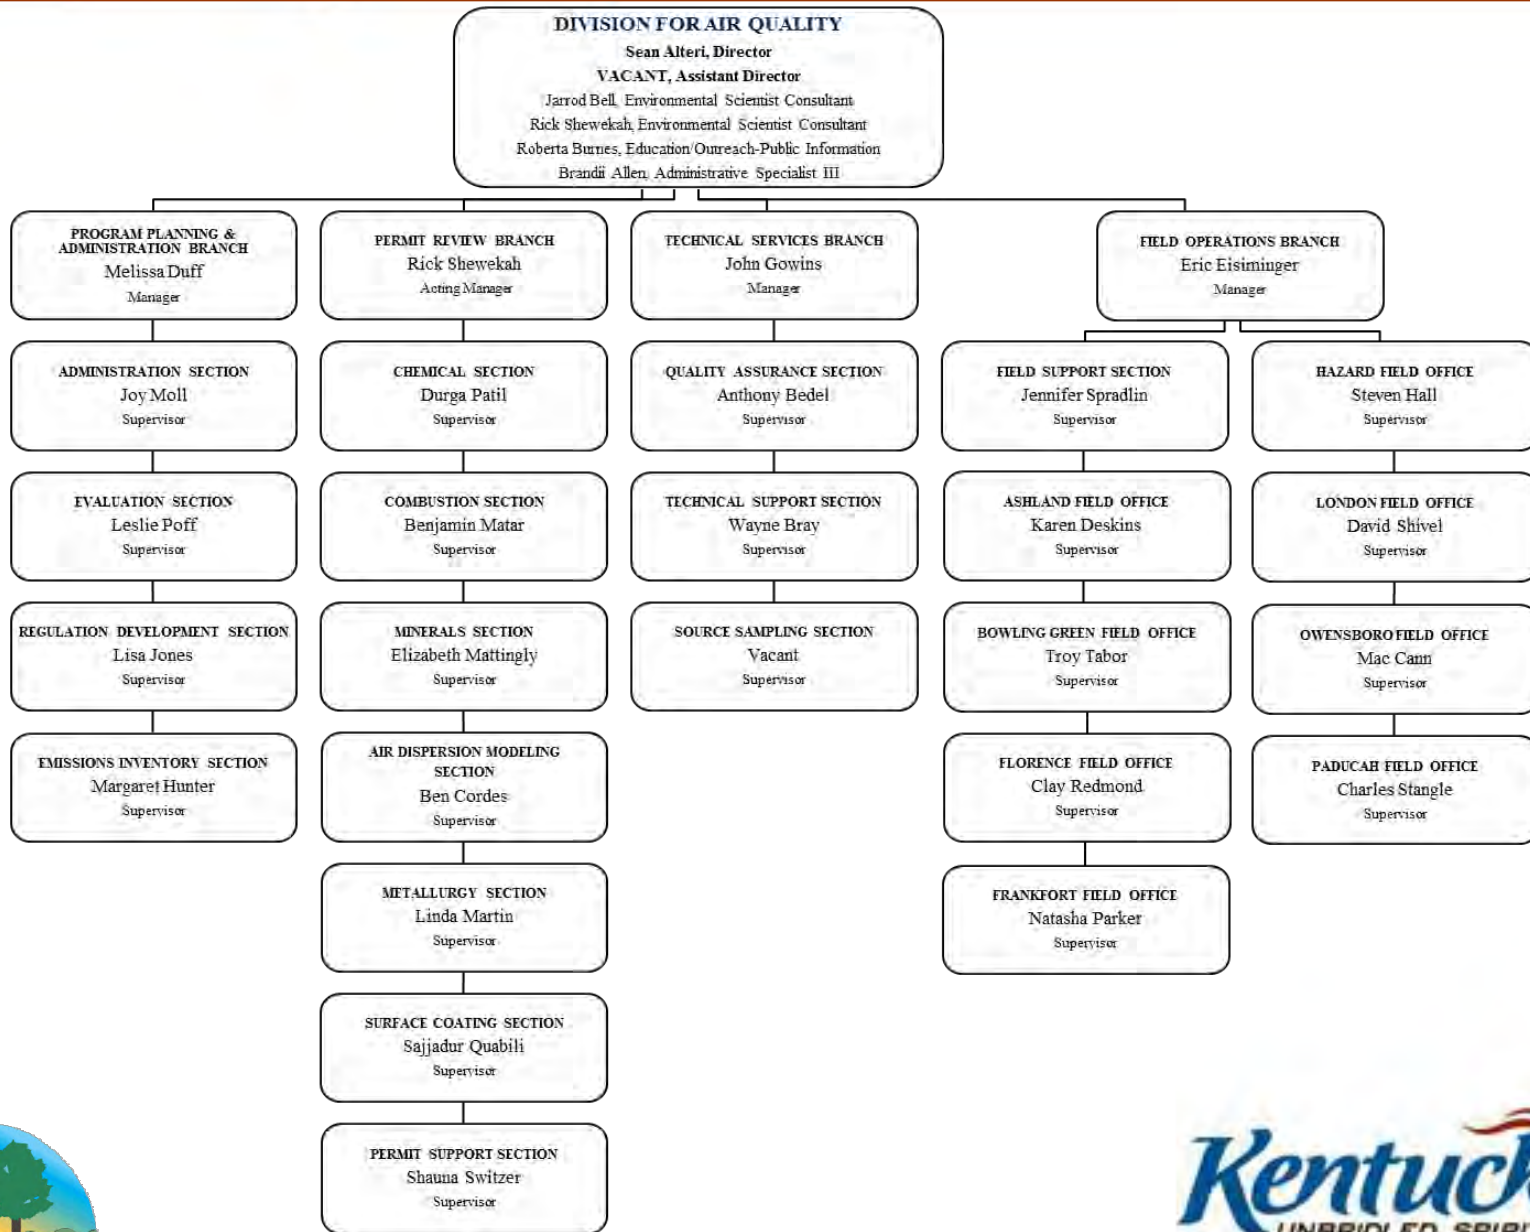 DIVISION FOR AIR QUALITY
Sean Alteri, Director
VACANT, Assistant Director
Jarrod Bell, Environmental Scientist Consultant
Rick Shewekah, Environmental Scientist Consultant
Roberta Burnes, Education/Outreach-Public Information
Brandii Allen, Administrative Specialist III
PROGRAM PLANNING &
ADMINISTRATION BRANCH
Melissa Duff
Manager
PERMIT REVIEW BRANCH
Rick Shewekah
Acting Manager
TECHNICAL SERVICES BRANCH
John Gowins
Manager
FIELD OPERATIONS BRANCH
Eric Eisiminger
Manager
ADMINISTRATION SECTION
Joy Moll
Supervisor
CHEMICAL SECTION
Durga Patil
Supervisor
QUALITY ASSURANCE SECTION
Anthony Bedel
Supervisor
FIELD SUPPORT SECTION
Jennifer Spradlin
Supervisor
HAZARD FIELD OFFICE
Steven Hall
Supervisor
EVALUATION SECTION
Leslie Poff
Supervisor
COMBUSTION SECTION
Benjamin Matar
Supervisor
TECHNICAL SUPPORT SECTION
Wayne Bray
Supervisor
ASHLAND FIELD OFFICE
Karen Deskins
Supervisor
LONDON FIELD OFFICE
David Shivel
Supervisor
REGULATION DEVELOPMENT SECTION
Lisa Jones
Supervisor
MINERALS SECTION
Elizabeth Mattingly
Supervisor
SOURCE SAMPLING SECTION
Vacant
Supervisor
BOWLING GREEN FIELD OFFICE
Troy Tabor
Supervisor
OWENSBORO FIELD OFFICE
Mac Cann
Supervisor
EMISSIONS INVENTORY SECTION
Margaret Hunter
Supervisor
AIR DISPERSION MODELING
SECTION
Ben Cordes
Supervisor
FLORENCE FIELD OFFICE
Clay Redmond
Supervisor
PADUCAH FIELD OFFICE
Charles Stangle
Supervisor
METALLURGY SECTION
Linda Martin
Supervisor
FRANKFORT FIELD OFFICE
Natasha Parker
Supervisor
SURFACE COATING SECTION
Sajjadur Quabili
Supervisor
PERMIT SUPPORT SECTION
Shauna Switzer
Supervisor
Kentuck
UNBRIDLED SPIRI